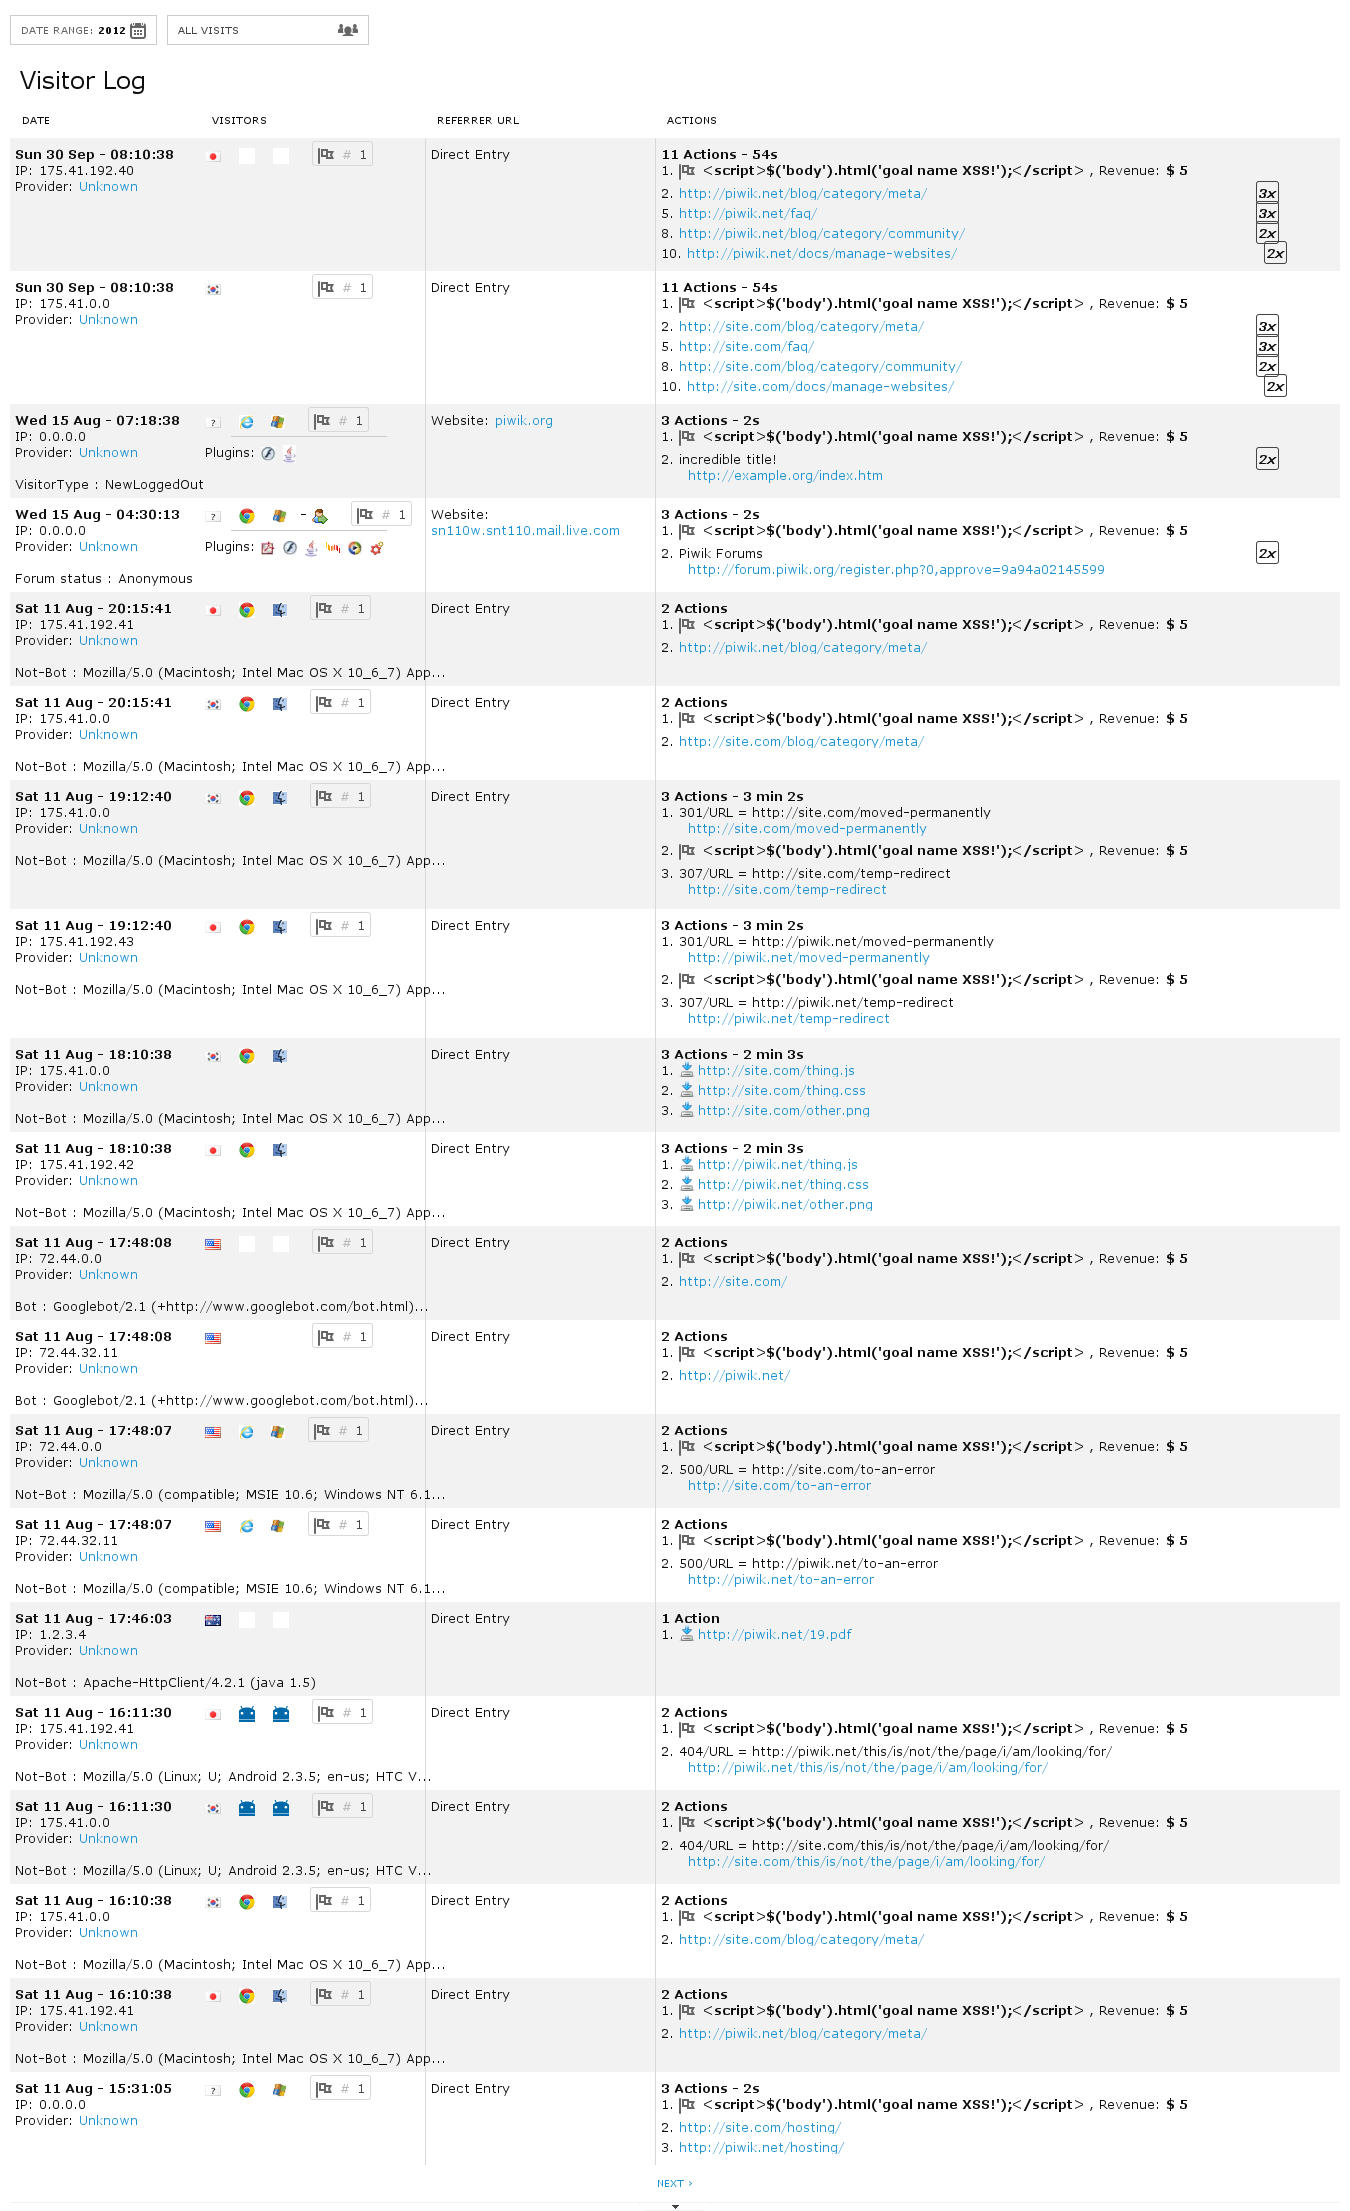 DATE RANGE: 2012
ALL VISITS
Visitor Log
DATE VISITORS REFERRER URL ACTIONS
Sun 30 Sep - 08:10:38 # 1 Direct Entry 11 Actions - 54s
IP: 175.41.192.40 1. <script>$('body').html('goal name XSS!');</script> , Revenue: $ 5
Provider: Unknown
2. http://piwik.net/blog/category/meta/ 3x
5. http://piwik.net/faq/ 3x
8. http://piwik.net/blog/category/community/ 2x
10. http://piwik.net/docs/manage-websites/ 2x
Sun 30 Sep - 08:10:38 # 1 Direct Entry 11 Actions - 54s
IP: 175.41.0.0 1. <script>$('body').html('goal name XSS!');</script> , Revenue: $ 5
Provider: Unknown
2. http://site.com/blog/category/meta/ 3x
5. http://site.com/faq/ 3x
8. http://site.com/blog/category/community/ 2x
10. http://site.com/docs/manage-websites/ 2x
Wed 15 Aug - 07:18:38 ? # 1 Website: piwik.org 3 Actions - 2s
IP: 0.0.0.0 1. <script>$('body').html('goal name XSS!');</script> , Revenue: $ 5
Provider: Unknown Plugins: 2. incredible title! 2x
http://example.org/index.htm
VisitorType : NewLoggedOut
Wed 15 Aug - 04:30:13 ? - # 1 Website: 3 Actions - 2s
IP: 0.0.0.0 sn110w.snt110.mail.live.com 1. <script>$('body').html('goal name XSS!');</script> , Revenue: $ 5
Provider: Unknown Plugins: 2. Piwik Forums 2x
http://forum.piwik.org/register.php?0,approve=9a94a02145599
Forum status : Anonymous
Sat 11 Aug - 20:15:41 # 1 Direct Entry 2 Actions
IP: 175.41.192.41 1. <script>$('body').html('goal name XSS!');</script> , Revenue: $ 5
Provider: Unknown 2. http://piwik.net/blog/category/meta/
Not-Bot : Mozilla/5.0 (Macintosh; Intel Mac OS X 10_6_7) App...
Sat 11 Aug - 20:15:41 # 1 Direct Entry 2 Actions
IP: 175.41.0.0 1. <script>$('body').html('goal name XSS!');</script> , Revenue: $ 5
Provider: Unknown 2. http://site.com/blog/category/meta/
Not-Bot : Mozilla/5.0 (Macintosh; Intel Mac OS X 10_6_7) App...
Sat 11 Aug - 19:12:40 # 1 Direct Entry 3 Actions - 3 min 2s
IP: 175.41.0.0 1. 301/URL = http://site.com/moved-permanently
Provider: Unknown http://site.com/moved-permanently
2. <script>$('body').html('goal name XSS!');</script> , Revenue: $ 5
Not-Bot : Mozilla/5.0 (Macintosh; Intel Mac OS X 10_6_7) App...
3. 307/URL = http://site.com/temp-redirect
http://site.com/temp-redirect
Sat 11 Aug - 19:12:40 # 1 Direct Entry 3 Actions - 3 min 2s
IP: 175.41.192.43 1. 301/URL = http://piwik.net/moved-permanently
Provider: Unknown http://piwik.net/moved-permanently
2. <script>$('body').html('goal name XSS!');</script> , Revenue: $ 5
Not-Bot : Mozilla/5.0 (Macintosh; Intel Mac OS X 10_6_7) App...
3. 307/URL = http://piwik.net/temp-redirect
http://piwik.net/temp-redirect
Sat 11 Aug - 18:10:38 Direct Entry 3 Actions - 2 min 3s
IP: 175.41.0.0 1. http://site.com/thing.js
Provider: Unknown 2. http://site.com/thing.css
3. http://site.com/other.png
Not-Bot : Mozilla/5.0 (Macintosh; Intel Mac OS X 10_6_7) App...
Sat 11 Aug - 18:10:38 Direct Entry 3 Actions - 2 min 3s
IP: 175.41.192.42 1. http://piwik.net/thing.js
Provider: Unknown 2. http://piwik.net/thing.css
3. http://piwik.net/other.png
Not-Bot : Mozilla/5.0 (Macintosh; Intel Mac OS X 10_6_7) App...
Sat 11 Aug - 17:48:08 # 1 Direct Entry 2 Actions
IP: 72.44.0.0 1. <script>$('body').html('goal name XSS!');</script> , Revenue: $ 5
Provider: Unknown 2. http://site.com/
Bot : Googlebot/2.1 (+http://www.googlebot.com/bot.html)...
Sat 11 Aug - 17:48:08 # 1 Direct Entry 2 Actions
IP: 72.44.32.11 1. <script>$('body').html('goal name XSS!');</script> , Revenue: $ 5
Provider: Unknown 2. http://piwik.net/
Bot : Googlebot/2.1 (+http://www.googlebot.com/bot.html)...
Sat 11 Aug - 17:48:07 # 1 Direct Entry 2 Actions
IP: 72.44.0.0 1. <script>$('body').html('goal name XSS!');</script> , Revenue: $ 5
Provider: Unknown 2. 500/URL = http://site.com/to-an-error
http://site.com/to-an-error
Not-Bot : Mozilla/5.0 (compatible; MSIE 10.6; Windows NT 6.1...
Sat 11 Aug - 17:48:07 # 1 Direct Entry 2 Actions
IP: 72.44.32.11 1. <script>$('body').html('goal name XSS!');</script> , Revenue: $ 5
Provider: Unknown 2. 500/URL = http://piwik.net/to-an-error
http://piwik.net/to-an-error
Not-Bot : Mozilla/5.0 (compatible; MSIE 10.6; Windows NT 6.1...
Sat 11 Aug - 17:46:03 Direct Entry 1 Action
IP: 1.2.3.4 1. http://piwik.net/19.pdf
Provider: Unknown
Not-Bot : Apache-HttpClient/4.2.1 (java 1.5)
Sat 11 Aug - 16:11:30 # 1 Direct Entry 2 Actions
IP: 175.41.192.41 1. <script>$('body').html('goal name XSS!');</script> , Revenue: $ 5
Provider: Unknown 2. 404/URL = http://piwik.net/this/is/not/the/page/i/am/looking/for/
http://piwik.net/this/is/not/the/page/i/am/looking/for/
Not-Bot : Mozilla/5.0 (Linux; U; Android 2.3.5; en-us; HTC V...
Sat 11 Aug - 16:11:30 # 1 Direct Entry 2 Actions
IP: 175.41.0.0 1. <script>$('body').html('goal name XSS!');</script> , Revenue: $ 5
Provider: Unknown 2. 404/URL = http://site.com/this/is/not/the/page/i/am/looking/for/
http://site.com/this/is/not/the/page/i/am/looking/for/
Not-Bot : Mozilla/5.0 (Linux; U; Android 2.3.5; en-us; HTC V...
Sat 11 Aug - 16:10:38 # 1 Direct Entry 2 Actions
IP: 175.41.0.0 1. <script>$('body').html('goal name XSS!');</script> , Revenue: $ 5
Provider: Unknown 2. http://site.com/blog/category/meta/
Not-Bot : Mozilla/5.0 (Macintosh; Intel Mac OS X 10_6_7) App...
Sat 11 Aug - 16:10:38 # 1 Direct Entry 2 Actions
IP: 175.41.192.41 1. <script>$('body').html('goal name XSS!');</script> , Revenue: $ 5
Provider: Unknown 2. http://piwik.net/blog/category/meta/
Not-Bot : Mozilla/5.0 (Macintosh; Intel Mac OS X 10_6_7) App...
Sat 11 Aug - 15:31:05 ? # 1 Direct Entry 3 Actions - 2s
IP: 0.0.0.0 1. <script>$('body').html('goal name XSS!');</script> , Revenue: $ 5
Provider: Unknown 2. http://site.com/hosting/
3. http://piwik.net/hosting/
NEXT ›